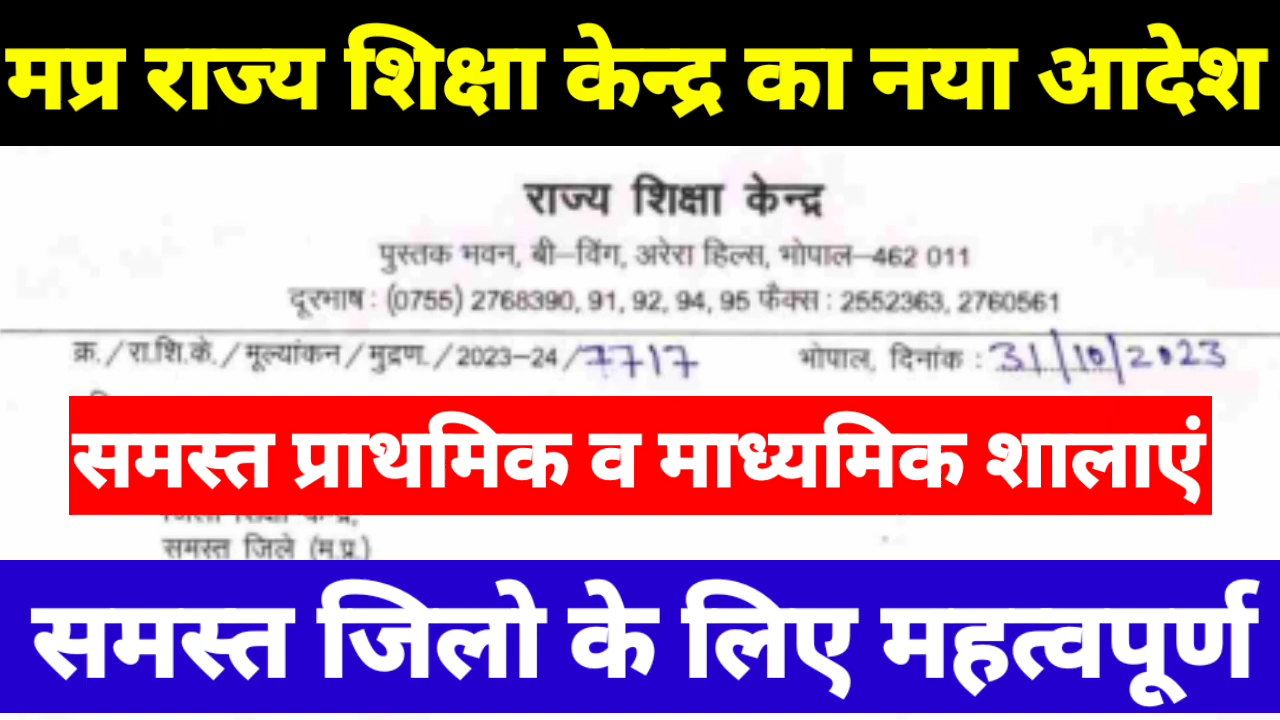 मप्र राज्य शिक्षा केन्द्र का नया आदेश
राज्य शिक्षा केन्द्र
पुस्तक भवन, बी–विंग, अरेरा हिल्स, भोपाल–462 011
दूरभाष : (0755) 2768390, 91, 92, 94, 95 फैक्स : 2552363, 2760561
क्र. / रा.शि.के. / मूल्यांकन / मुद्रण. / 2023–24 / 7717 भोपाल, दिनांक : 31/10/2023
समस्त प्राथमिक व माध्यमिक शालाएं
समस्त जिले (म.प्र.)
समस्त जिलो के लिए महत्वपूर्ण